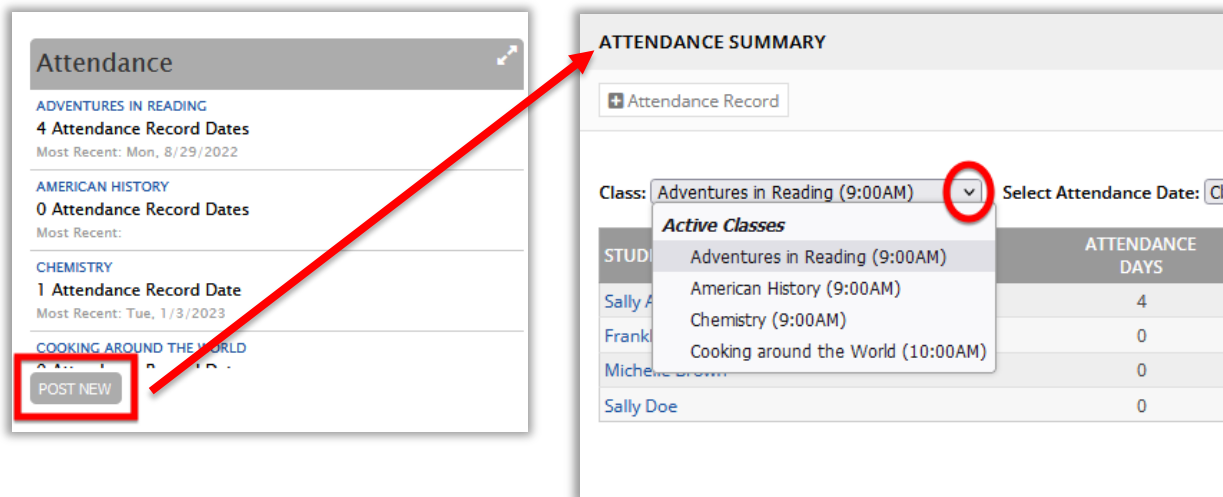 Attendance
ADVENTURES IN READING
4 Attendance Record Dates
Most Recent: Mon, 8/29/2022
AMERICAN HISTORY
0 Attendance Record Dates
Most Recent:
CHEMISTRY
1 Attendance Record Date
Most Recent: Tue, 1/3/2023
COOKING AROUND THE WORLD
POST NEW
ATTENDANCE SUMMARY
Attendance Record
Class: Adventures in Reading (9:00AM) Select Attendance Date:
Active Classes
Adventures in Reading (9:00AM)
American History (9:00AM)
Chemistry (9:00AM)
Cooking around the World (10:00AM)
ATTENDANCE
DAYS
Sally 4
0
0
Sally Doe 0